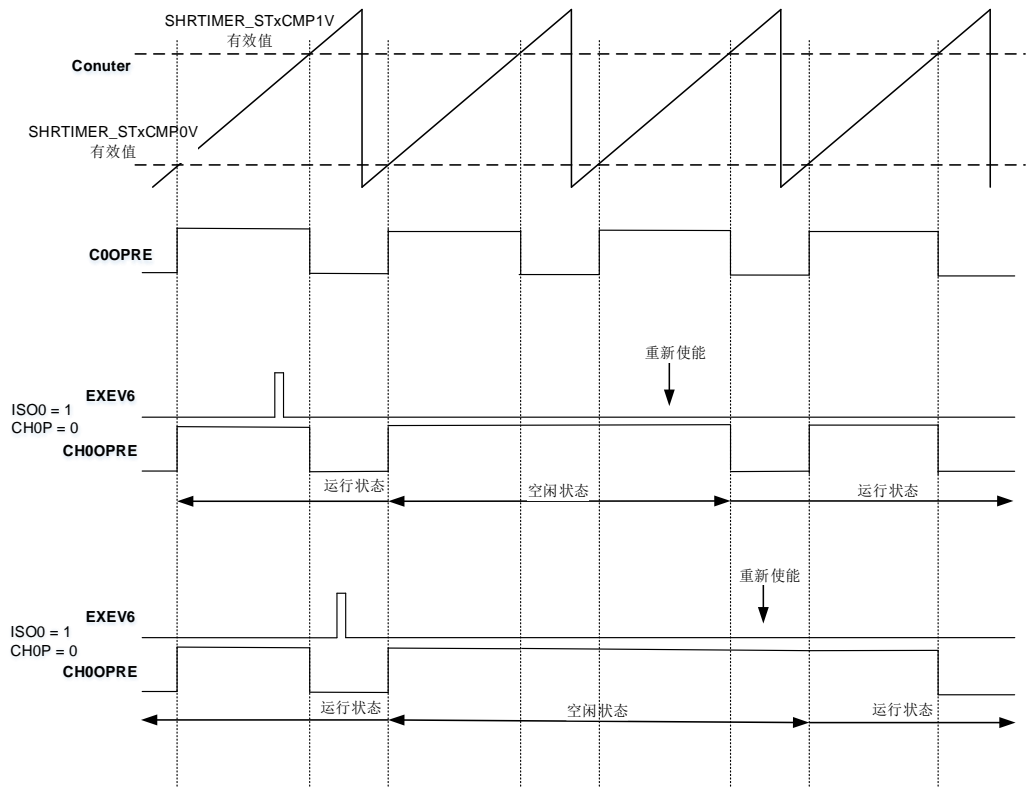 SHRTIMER_STxCMP1V
有效值
Conuter
SHRTIMER_STxCMP0V
有效值
C0OPRE
重新使能
EXEV6
ISO0 = 1
CH0P = 0
CH0OPRE
运行状态
空闲状态
运行状态
重新使能
EXEV6
ISO0 = 1
CH0P = 0
CH0OPRE
运行状态
空闲状态
运行状态